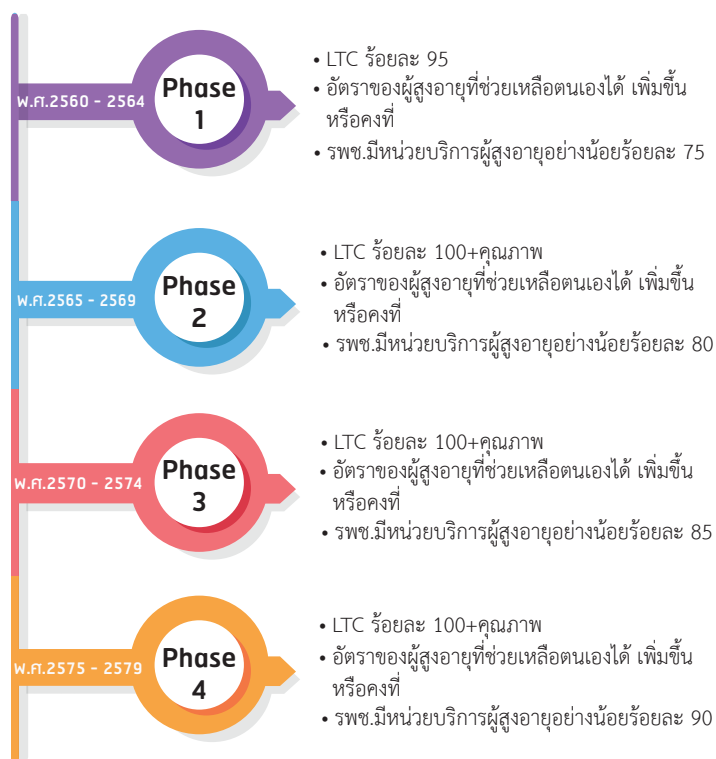 พ.ศ.2560 - 2564
Phase
1
• LTC ร้อยละ 95
• อัตราของผู้สูงอายุที่ช่วยเหลือตนเองได้ เพิ่มขึ้น
หรือคงที่
• รพช.มีหน่วยบริการผู้สูงอายุอย่างน้อยร้อยละ 75
พ.ศ.2565 - 2569
Phase
2
• LTC ร้อยละ 100+คุณภาพ
• อัตราของผู้สูงอายุที่ช่วยเหลือตนเองได้ เพิ่มขึ้น
หรือคงที่
• รพช.มีหน่วยบริการผู้สูงอายุอย่างน้อยร้อยละ 80
พ.ศ.2570 - 2574
Phase
3
• LTC ร้อยละ 100+คุณภาพ
• อัตราของผู้สูงอายุที่ช่วยเหลือตนเองได้ เพิ่มขึ้น
หรือคงที่
• รพช.มีหน่วยบริการผู้สูงอายุอย่างน้อยร้อยละ 85
พ.ศ.2575 - 2579
Phase
4
• LTC ร้อยละ 100+คุณภาพ
• อัตราของผู้สูงอายุที่ช่วยเหลือตนเองได้ เพิ่มขึ้น
หรือคงที่
• รพช.มีหน่วยบริการผู้สูงอายุอย่างน้อยร้อยละ 90